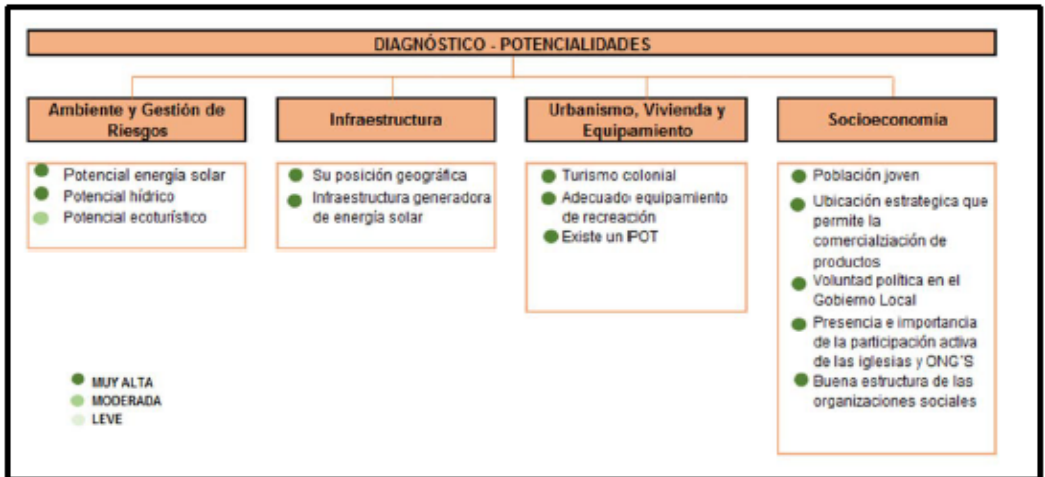 DIAGNÓSTICO - POTENCIALIDADES
Ambiente y Gestión de
Riesgos
Potencial energía solar
Potencial hídrico
Potencial ecoturístico
Infraestructura
Su posición geográfica
Infraestructura generadora
de energía solar
Urbanismo, Vivienda y
Equipamiento
Turismo colonial
Adecuado equipamiento
de recreación
Existe un IPOT
Socioeconomía
Población joven
Ubicación estrategica que
permite la
comercialziación de
productos
Voluntad política en el
Gobierno Local
Presencia e importancia
de la participación activa
de las iglesias y ONG'S
Buena estructura de las
organizaciones sociales
MUY ALTA
MODERADA
LEVE